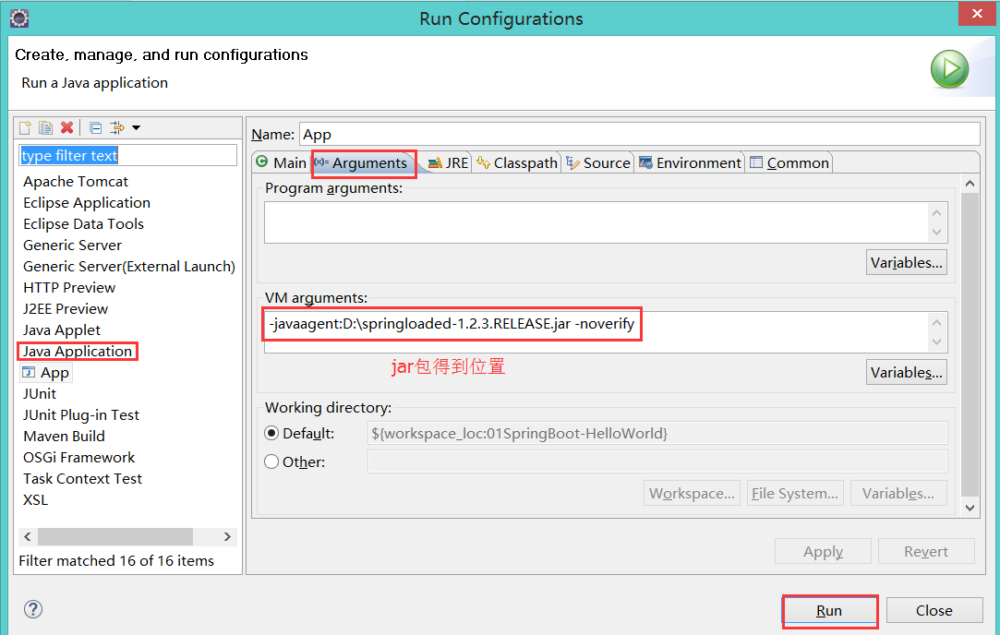 Run Configurations
Create, manage, and run configurations
Run a Java application
type filter text
Apache Tomcat
Eclipse Application
Eclipse Data Tools
Generic Server
Generic Server(External Launch)
HTTP Preview
J2EE Preview
Java Applet
Java Application
App
JUnit
JUnit Plug-in Test
Maven Build
OSGi Framework
Task Context Test
XSL
Filter matched 16 of 16 items
Name: App
Main (x)= Arguments JRE Classpath Source Environment Common
Program arguments:
Variables...
VM arguments:
-javaagent:D:\springloaded-1.2.3.RELEASE.jar -noverify
jar包得到位置
Variables...
Working directory:
Default: ${workspace_loc:01SpringBoot-HelloWorld}
Other:
Workspace... File System... Variables...
Apply Revert
? Run Close